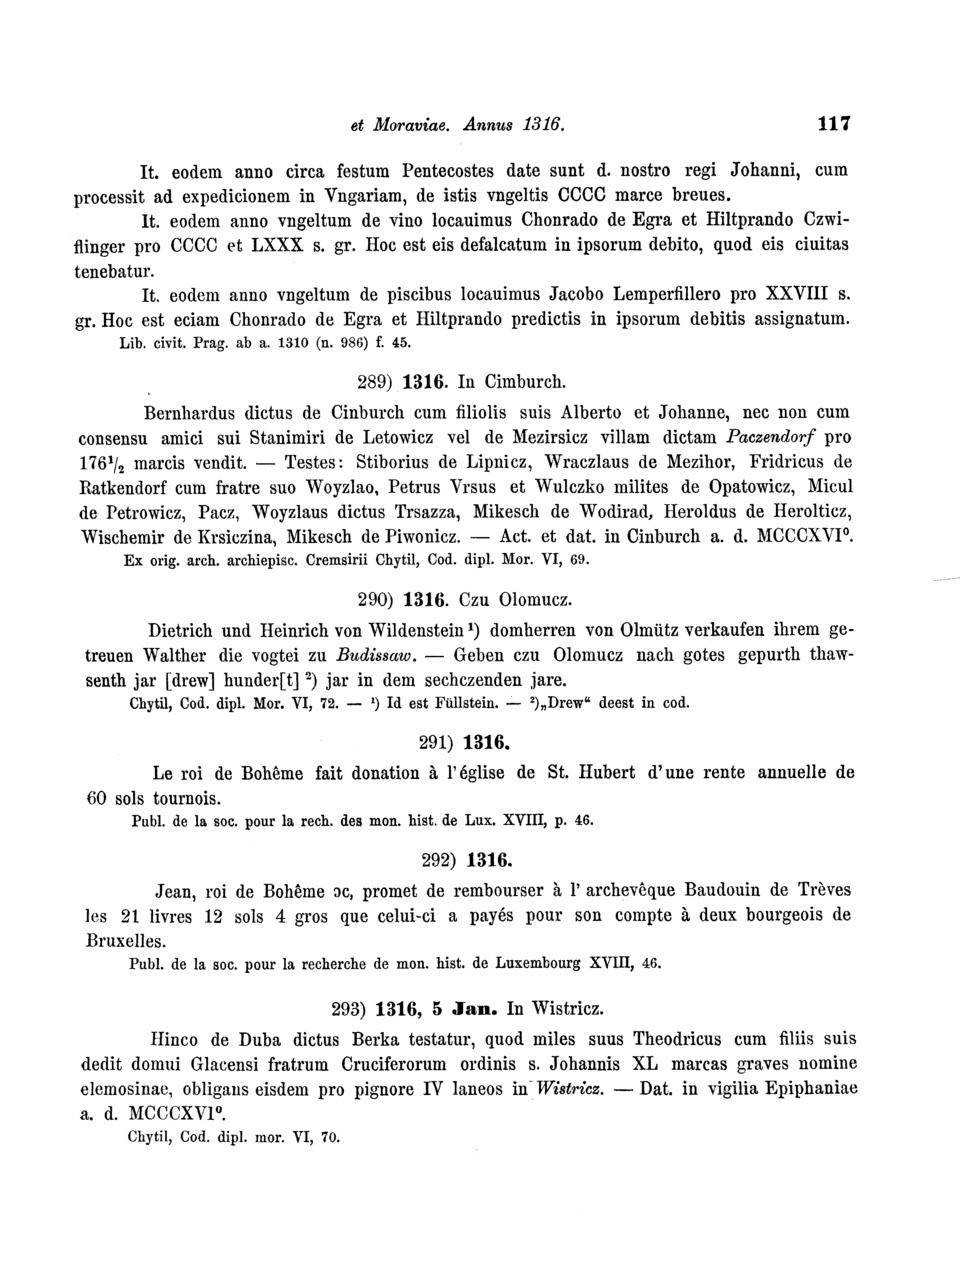 et Moraviae. Annus 1316. 117
It. eodem anno circa festum Pentecostes date sunt d. nostro regi Johanni, cum
processit ad expedicionem in Vngariam, de istis vngeltis CCCC marce breues.
It. eodem anno vngeltum de vino locauimus Chonrado de Egra et Hiltprando Czwi-
flinger pro CCCC et LXXX s. gr. Hoc est eis defalcatum in ipsorum debito, quod eis ciuitas
tenebatur.
It. eodem anno vngeltum de piscibus locauimus Jacobo Lemperfillero pro XXVIII s.
gr. Hoc est eciam Chonrado de Egra et Hiltprando predictis in ipsorum debitis assignatum.
Lib. civit. Prag. ab a. 1310 (n. 986) f. 45.
289) 1316. In Cimburch.
Bernhardus dictus de Cinburch cum filiolis suis Alberto et Johanne, nec non cum
consensu amici sui Stanimiri de Letowicz vel de Mezirsicz villam dictam Paczendorf pro
176¹/₂ marcis vendit. — Testes: Stiborius de Lipnicz, Wraczlaus de Mezihor, Fridricus de
Ratkendorf cum fratre suo Woyzlao, Petrus Vrsus et Wulczko milites de Opatowicz, Micul
de Petrowicz, Pacz, Woyzlaus dictus Trsazza, Mikesch de Wodirad, Heroldus de Herolticz,
Wischemir de Krsiczina, Mikesch de Piwonicz. — Act. et dat. in Cinburch a. d. MCCCXVI⁰.
Ex orig. arch. archiepisc. Cremsirii Chytil, Cod. dipl. Mor. VI, 69.
290) 1316. Czu Olomucz.
Dietrich und Heinrich von Wildenstein ¹) domherren von Olmütz verkaufen ihrem ge-
treuen Walther die vogtei zu Budissaw. — Geben czu Olomucz nach gotes gepurth thaw-
senth jar [drew] hunder[t] ²) jar in dem sechczenden jare.
Chytil, Cod. dipl. Mor. VI, 72. — ¹) Id est Füllstein. — ²) „Drew“ deest in cod.
291) 1316.
Le roi de Bohême fait donation à l'église de St. Hubert d'une rente annuelle de
60 sols tournois.
Publ. de la soc. pour la rech. des mon. hist. de Lux. XVIII, p. 46.
292) 1316.
Jean, roi de Bohême ɔc, promet de rembourser à l' archevêque Baudouin de Trèves
les 21 livres 12 sols 4 gros que celui-ci a payés pour son compte à deux bourgeois de
Bruxelles.
Publ. de la soc. pour la recherche de mon. hist. de Luxembourg XVIII, 46.
293) 1316, 5 Jan. In Wistricz.
Hinco de Duba dictus Berka testatur, quod miles suus Theodricus cum filiis suis
dedit domui Glacensi fratrum Cruciferorum ordinis s. Johannis XL marcas graves nomine
elemosinae, obligans eisdem pro pignore IV laneos in Wistricz. — Dat. in vigilia Epiphaniae
a. d. MCCCXVI⁰.
Chytil, Cod. dipl. mor. VI, 70.